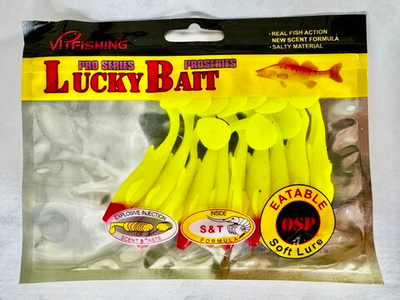 VITFISHING
• REAL FISH ACTION
• NEW SCENT FORMULA
• SALTY MATERIAL
PRO SERIES PROSERIES
LUCKY BAIT
EXPLOSIVE INJECTION
SCENT & TASTE
INSIDE
S&T
FORMULA
EATABLE
OSP
Soft Lure